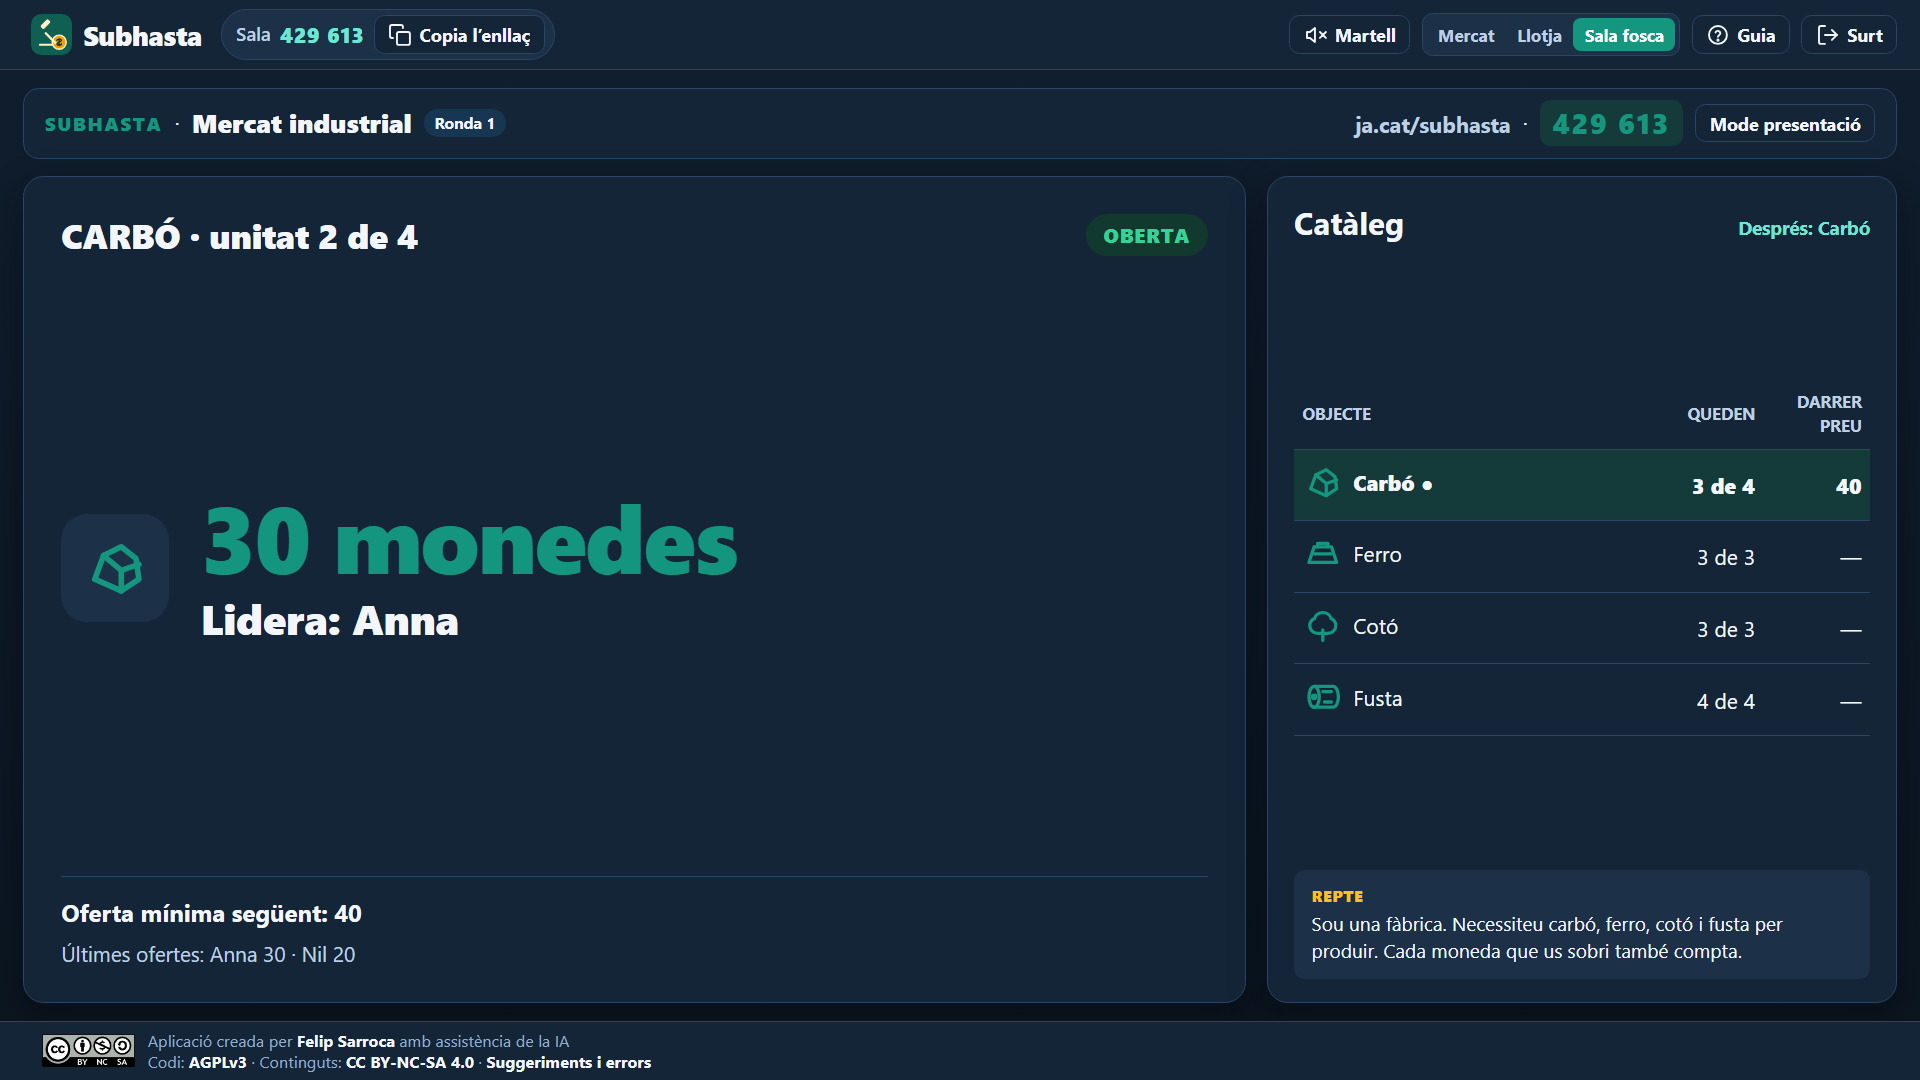 Subhasta
Sala 429 613
Copia l'enllaç
Martell
Mercat
Llotja
Sala fosca
Guia
Surt
SUBHASTA · Mercat industrial
Ronda 1
ja.cat/subhasta · 429 613
Mode presentació
CARBÓ · unitat 2 de 4
OBERTA
30 monedes
Lidera: Anna
Oferta mínima següent: 40
Últimes ofertes: Anna 30 · Nil 20
Catàleg
Després: Carbó
OBJECTE QUEDEN DARRER PREU
Carbó ● 3 de 4 40
Ferro 3 de 3 —
Cotó 3 de 3 —
Fusta 4 de 4 —
REPTE
Sou una fàbrica. Necessiteu carbó, ferro, cotó i fusta per
produir. Cada moneda que us sobri també compta.
CC BY NC SA
Aplicació creada per Felip Sarroca amb assistència de la IA
Codi: AGPLv3 · Continguts: CC BY-NC-SA 4.0 · Suggeriments i errors